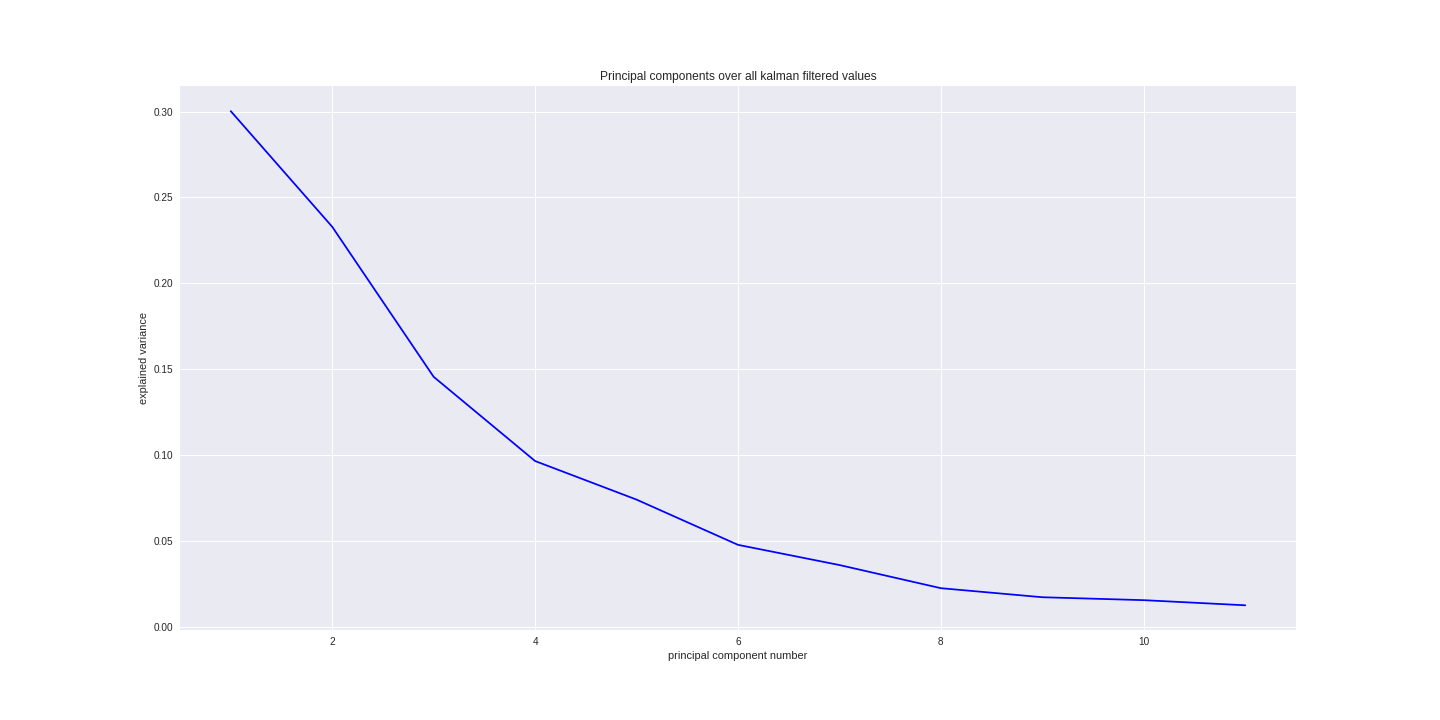 Principal components over all kalman filtered values
0.30
0.25
0.20
0.15
0.10
0.05
0.00
explained variance
2 4 6 8 10
principal component number